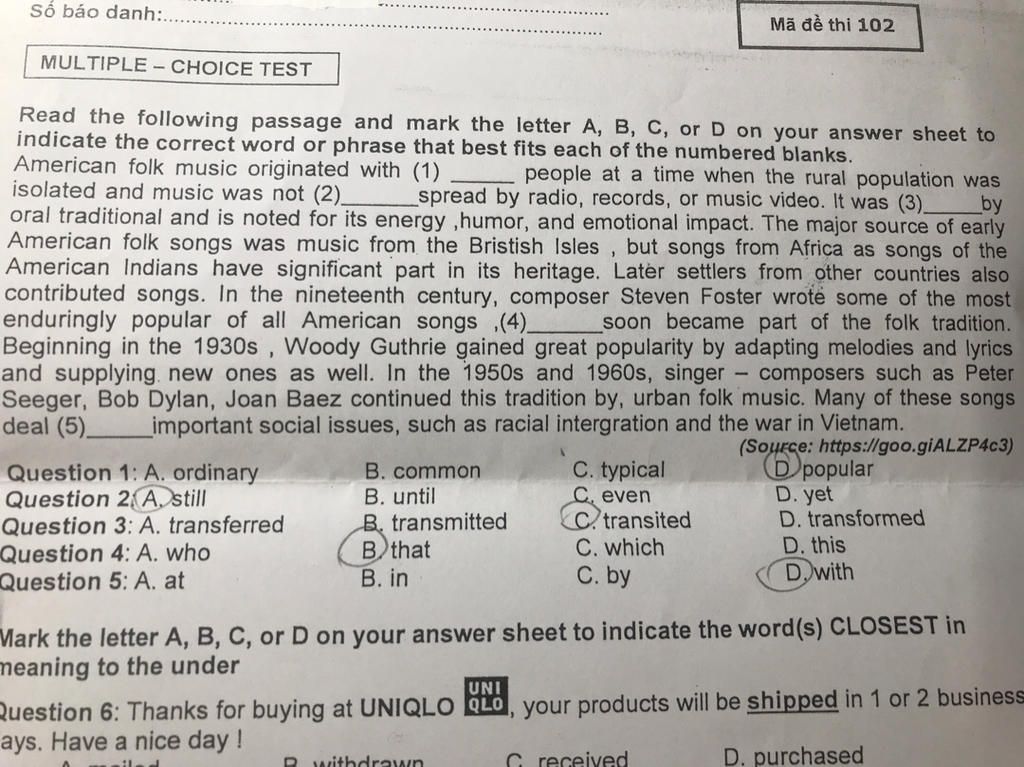 Số báo danh:
Mã đề thi 102
MULTIPLE – CHOICE TEST
Read the following passage and mark the letter A, B, C, or D on your answer sheet to
indicate the correct word or phrase that best fits each of the numbered blanks.
American folk music originated with (1) ______ people at a time when the rural population was
isolated and music was not (2)_______spread by radio, records, or music video. It was (3)_____by
oral traditional and is noted for its energy ,humor, and emotional impact. The major source of early
American folk songs was music from the Bristish Isles , but songs from Africa as songs of the
American Indians have significant part in its heritage. Later settlers from other countries also
contributed songs. In the nineteenth century, composer Steven Foster wrote some of the most
enduringly popular of all American songs ,(4)_______soon became part of the folk tradition.
Beginning in the 1930s , Woody Guthrie gained great popularity by adapting melodies and lyrics
and supplying new ones as well. In the 1950s and 1960s, singer – composers such as Peter
Seeger, Bob Dylan, Joan Baez continued this tradition by, urban folk music. Many of these songs
deal (5)______important social issues, such as racial intergration and the war in Vietnam.
(Source: https://goo.giALZP4c3)
Question 1: A. ordinary B. common C. typical D. popular
Question 2: A. still B. until C. even D. yet
Question 3: A. transferred B. transmitted C. transited D. transformed
Question 4: A. who B. that C. which D. this
Question 5: A. at B. in C. by D. with
Mark the letter A, B, C, or D on your answer sheet to indicate the word(s) CLOSEST in
meaning to the under
Question 6: Thanks for buying at UNIQLO UNI QLO, your products will be shipped in 1 or 2 business
ays. Have a nice day !
A. mailed B. withdrawn C. received D. purchased